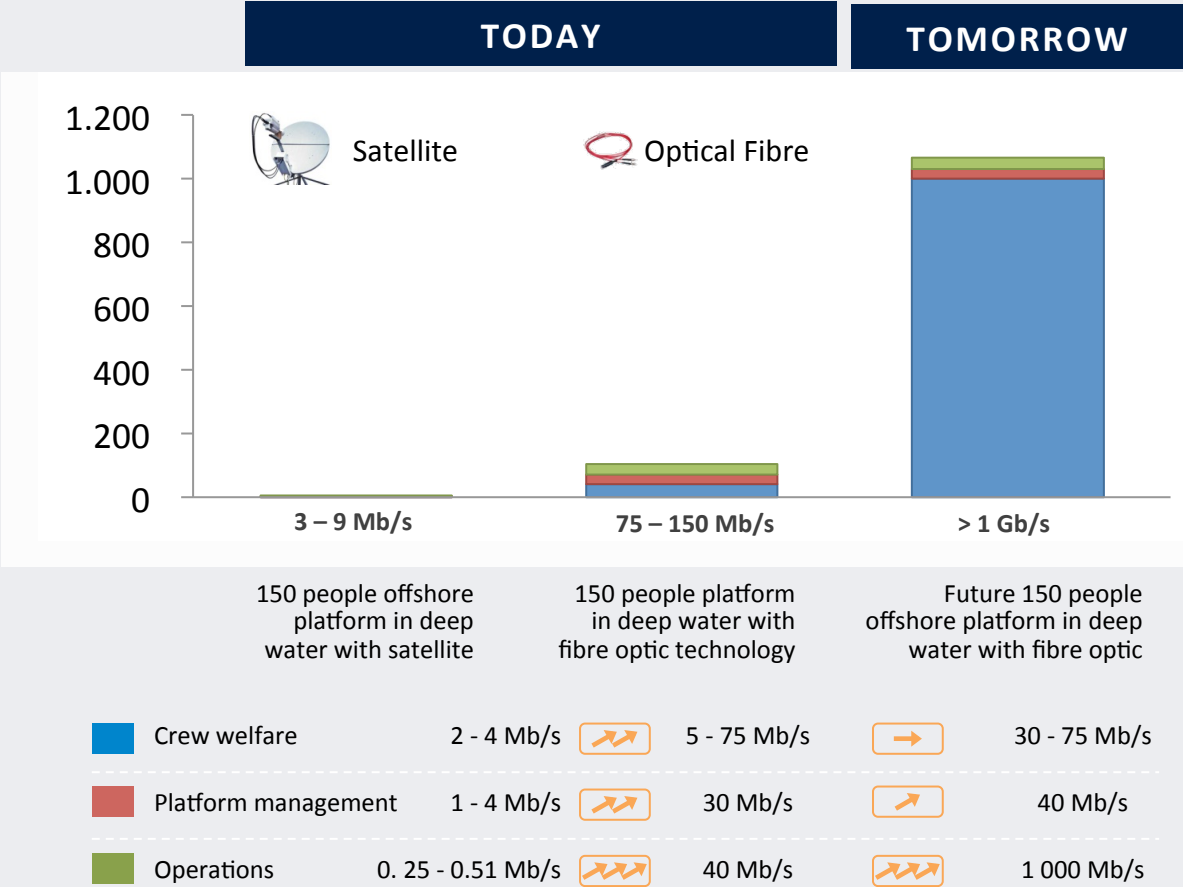 TODAY
TOMORROW
1.200
1.000
800
600
400
200
0
Satellite
Optical Fibre
3 – 9 Mb/s
75 – 150 Mb/s
> 1 Gb/s
150 people offshore
platform in deep
water with satellite
150 people platform
in deep water with
fibre optic technology
Future 150 people
offshore platform in deep
water with fibre optic
Crew welfare 2 - 4 Mb/s 5 - 75 Mb/s 30 - 75 Mb/s
Platform management 1 - 4 Mb/s 30 Mb/s 40 Mb/s
Operations 0. 25 - 0.51 Mb/s 40 Mb/s 1 000 Mb/s